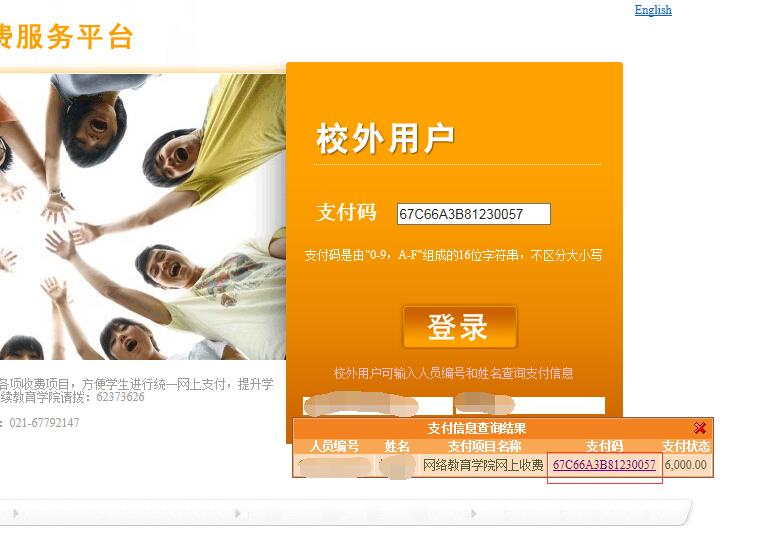 English
费服务平台
校外用户
支付码 67C66A3B81230057
支付码是由"0-9，A-F"组成的16位字符串，不区分大小写
登录
校外用户可输入人员编号和姓名查询支付信息
各项收费项目，方便学生进行统一网上支付，提升学
续教育学院请拨：62373626
：021-67792147
支付信息查询结果
人员编号 姓名 支付项目名称 支付码 支付状态
网络教育学院网上收费 67C66A3B81230057 6,000.00